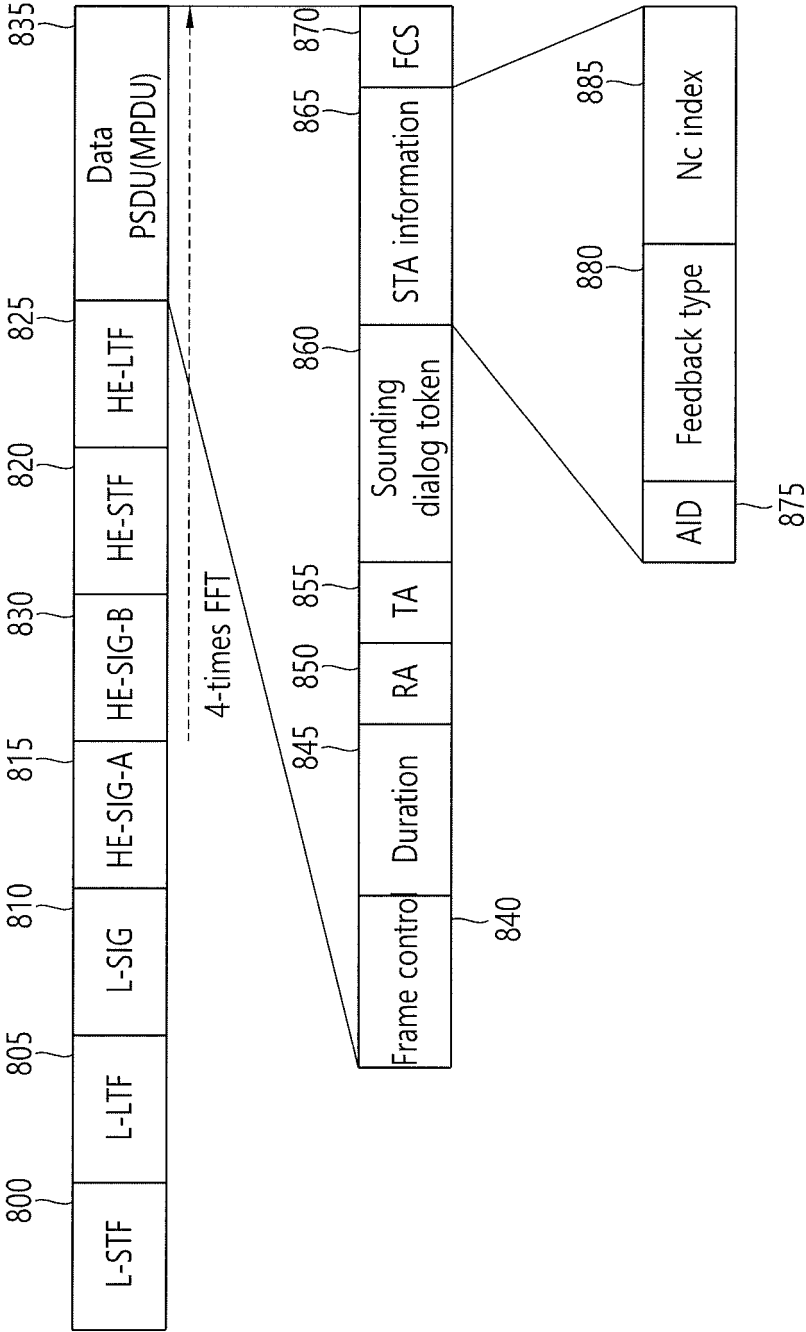 800
805
810
815
830
820
825
835
L-STF
L-LTF
L-SIG
HE-SIG-A
HE-SIG-B
HE-STF
HE-LTF
Data
PSDU(MPDU)
4-times FFT
845
850
855
860
865
870
Frame control
Duration
RA
TA
Sounding
dialog token
STA information
FCS
840
880
885
AID
Feedback type
Nc index
875